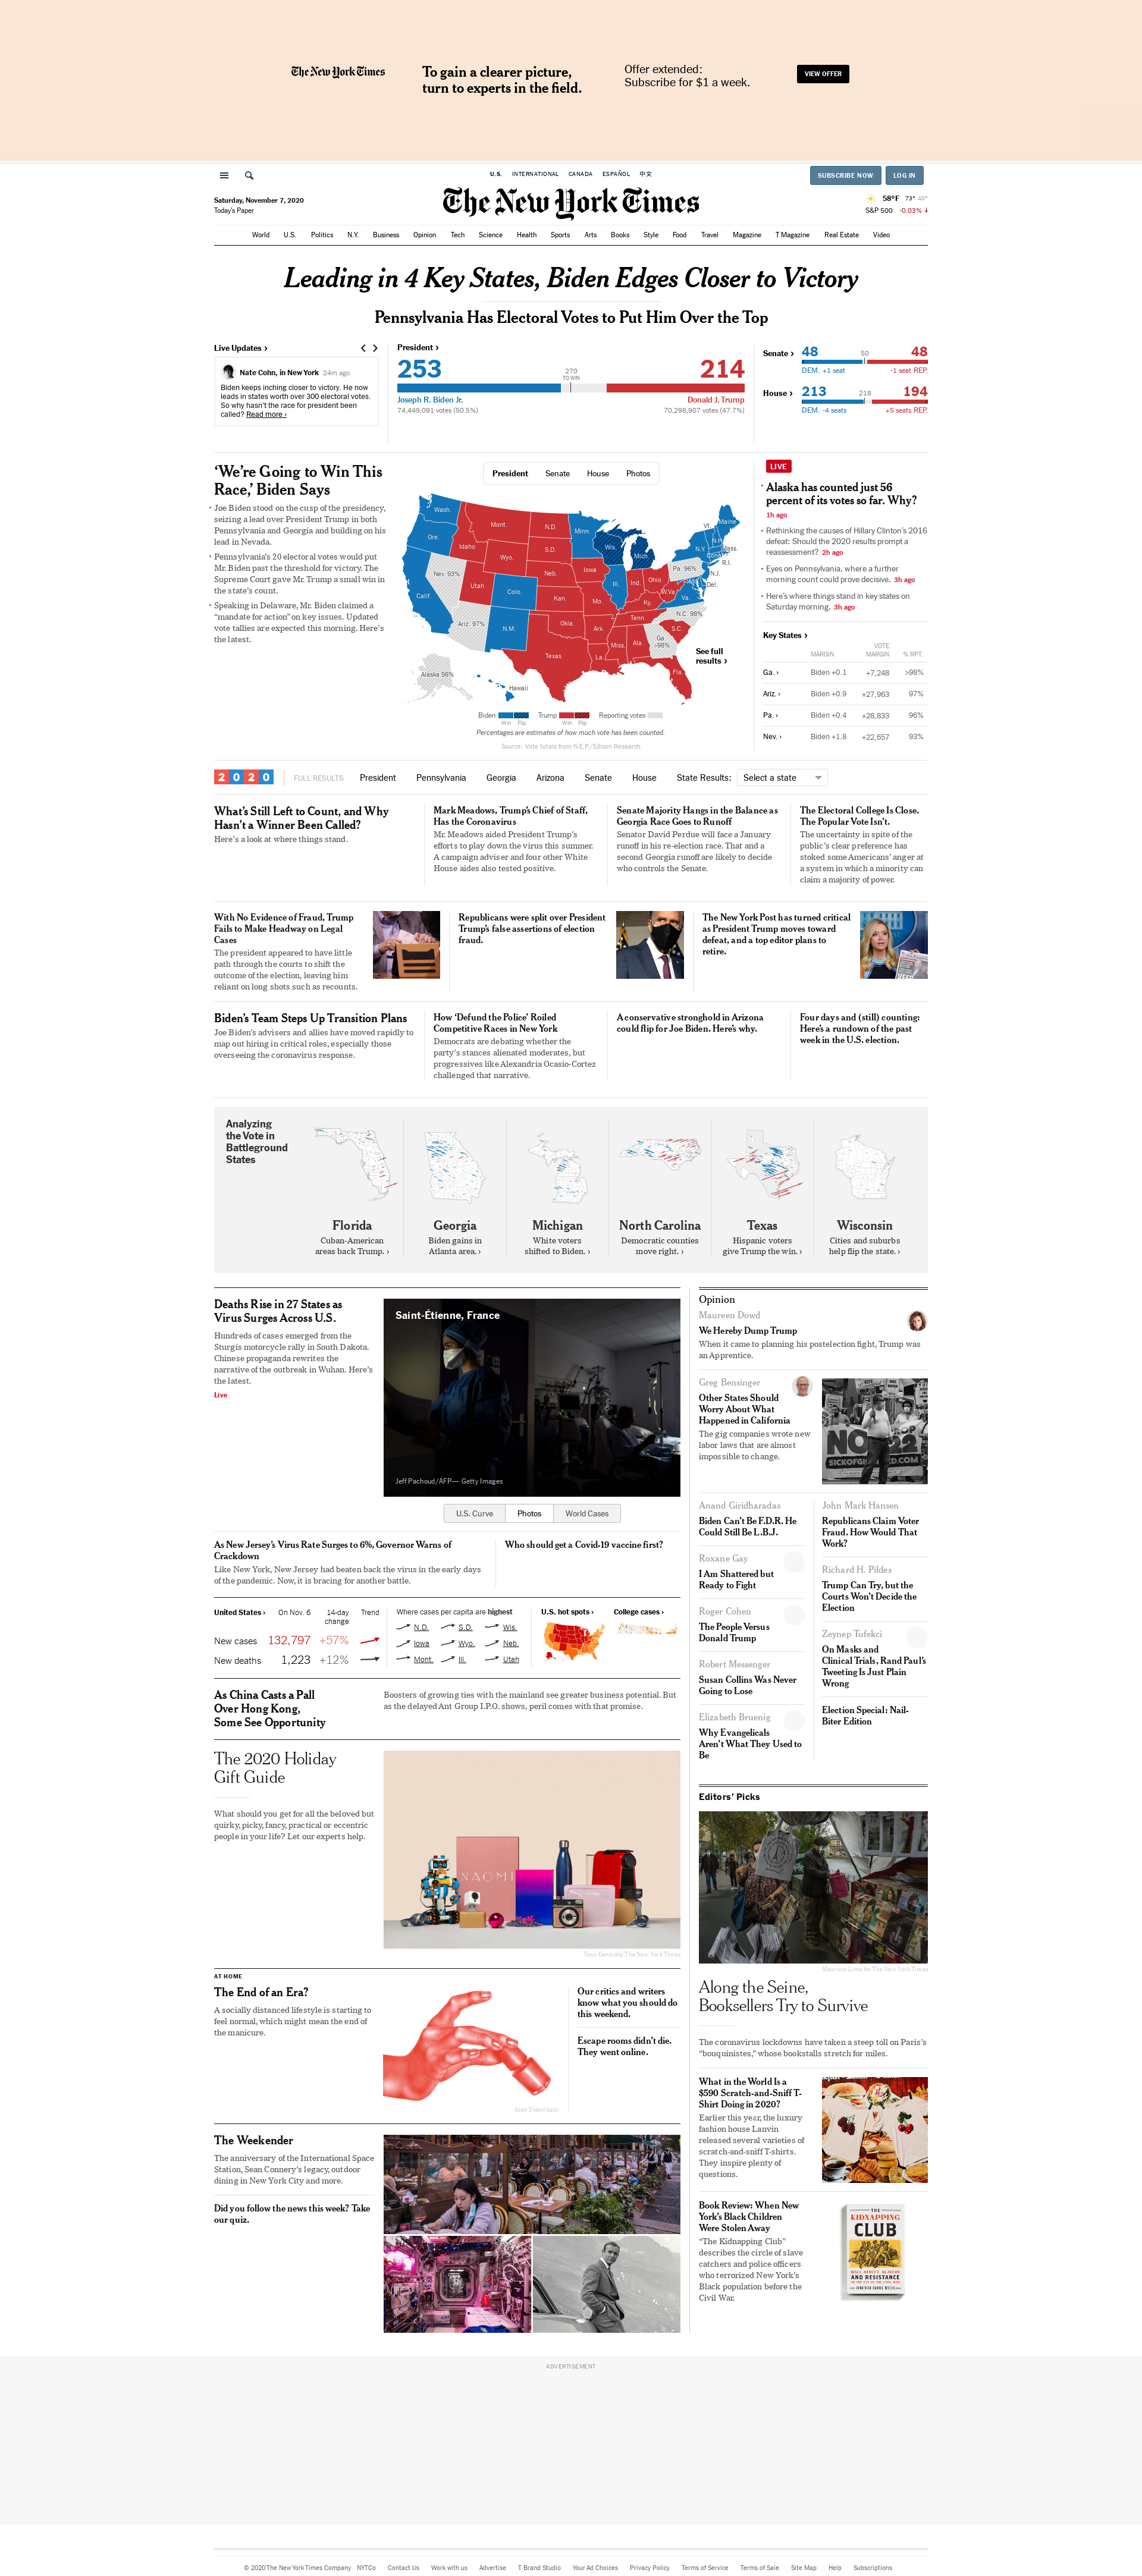 The New York Times
To gain a clearer picture,
turn to experts in the field.
Offer extended:
Subscribe for $1 a week.
VIEW OFFER
U.S. INTERNATIONAL CANADA ESPAÑOL 中文
SUBSCRIBE NOW LOG IN
Saturday, November 7, 2020
Today's Paper
The New York Times
58°F 73° 40°
S&P 500 -0.03% ↓
World U.S. Politics N.Y. Business Opinion Tech Science Health Sports Arts Books Style Food Travel Magazine T Magazine Real Estate Video
Leading in 4 Key States, Biden Edges Closer to Victory
Pennsylvania Has Electoral Votes to Put Him Over the Top
Live Updates ›
Nate Cohn, in New York 24m ago
Biden keeps inching closer to victory. He now
leads in states worth over 300 electoral votes.
So why hasn't the race for president been
called? Read more ›
President ›
253 270 214
TO WIN
Joseph R. Biden Jr. Donald J. Trump
74,449,091 votes (50.5%) 70,298,907 votes (47.7%)
Senate › 48 50 48
DEM. +1 seat -1 seat REP.
House › 213 218 194
DEM. -4 seats +5 seats REP.
'We're Going to Win This
Race,' Biden Says
• Joe Biden stood on the cusp of the presidency,
seizing a lead over President Trump in both
Pennsylvania and Georgia and building on his
lead in Nevada.
• Pennsylvania's 20 electoral votes would put
Mr. Biden past the threshold for victory. The
Supreme Court gave Mr. Trump a small win in
the state's count.
• Speaking in Delaware, Mr. Biden claimed a
"mandate for action" on key issues. Updated
vote tallies are expected this morning. Here's
the latest.
President Senate House Photos
Wash.
Mont.
N.D.
Minn.
Vt.
Maine
Ore.
Idaho
S.D.
Wis.
Mich.
N.Y.
N.H.
Mass.
Conn.
R.I.
Wyo.
Iowa
Neb.
Pa. 96%
N.J.
Nev. 93%
Utah
Colo.
Ill.
Ind.
Ohio
W.Va.
Del.
Calif.
Kan.
Mo.
Ky.
Va.
Ariz. 97%
N.M.
Okla.
Ark.
Tenn.
N.C. 98%
Miss.
Ala.
Ga.
>98%
S.C.
Texas
La.
Fla.
Alaska 56%
Hawaii
See full
results ›
Biden Trump Reporting votes
Win Flip Win Flip
Percentages are estimates of how much vote has been counted.
Source: Vote totals from N.E.P./Edison Research
LIVE
• Alaska has counted just 56
percent of its votes so far. Why?
1h ago
• Rethinking the causes of Hillary Clinton's 2016
defeat: Should the 2020 results prompt a
reassessment? 2h ago
• Eyes on Pennsylvania, where a further
morning count could prove decisive. 3h ago
• Here's where things stand in key states on
Saturday morning. 3h ago
Key States ›
MARGIN VOTE MARGIN % RPT.
Ga. › Biden +0.1 +7,248 >98%
Ariz. › Biden +0.9 +27,963 97%
Pa. › Biden +0.4 +28,833 96%
Nev. › Biden +1.8 +22,657 93%
2020 FULL RESULTS President Pennsylvania Georgia Arizona Senate House State Results: Select a state
What's Still Left to Count, and Why
Hasn't a Winner Been Called?
Here's a look at where things stand.
Mark Meadows, Trump's Chief of Staff,
Has the Coronavirus
Mr. Meadows aided President Trump's
efforts to play down the virus this summer.
A campaign adviser and four other White
House aides also tested positive.
Senate Majority Hangs in the Balance as
Georgia Race Goes to Runoff
Senator David Perdue will face a January
runoff in his re-election race. That and a
second Georgia runoff are likely to decide
who controls the Senate.
The Electoral College Is Close.
The Popular Vote Isn't.
The uncertainty in spite of the
public's clear preference has
stoked some Americans' anger at
a system in which a minority can
claim a majority of power.
With No Evidence of Fraud, Trump
Fails to Make Headway on Legal
Cases
The president appeared to have little
path through the courts to shift the
outcome of the election, leaving him
reliant on long shots such as recounts.
Republicans were split over President
Trump's false assertions of election
fraud.
The New York Post has turned critical
as President Trump moves toward
defeat, and a top editor plans to
retire.
Biden's Team Steps Up Transition Plans
Joe Biden's advisers and allies have moved rapidly to
map out hiring in critical roles, especially those
overseeing the coronavirus response.
How 'Defund the Police' Roiled
Competitive Races in New York
Democrats are debating whether the
party's stances alienated moderates, but
progressives like Alexandria Ocasio-Cortez
challenged that narrative.
A conservative stronghold in Arizona
could flip for Joe Biden. Here's why.
Four days and (still) counting:
Here's a rundown of the past
week in the U.S. election.
Analyzing
the Vote in
Battleground
States
Florida
Cuban-American
areas back Trump. ›
Georgia
Biden gains in
Atlanta area. ›
Michigan
White voters
shifted to Biden. ›
North Carolina
Democratic counties
move right. ›
Texas
Hispanic voters
give Trump the win. ›
Wisconsin
Cities and suburbs
help flip the state. ›
Deaths Rise in 27 States as
Virus Surges Across U.S.
Hundreds of cases emerged from the
Sturgis motorcycle rally in South Dakota.
Chinese propaganda rewrites the
narrative of the outbreak in Wuhan. Here's
the latest.
Live
Saint-Étienne, France
Jeff Pachoud/AFP— Getty Images
U.S. Curve Photos World Cases
As New Jersey's Virus Rate Surges to 6%, Governor Warns of
Crackdown
Like New York, New Jersey had beaten back the virus in the early days
of the pandemic. Now, it is bracing for another battle.
Who should get a Covid-19 vaccine first?
United States › On Nov. 6 14-day change Trend
New cases 132,797 +57%
New deaths 1,223 +12%
Where cases per capita are highest
N.D. S.D. Wis.
Iowa Wyo. Neb.
Mont. Ill. Utah
U.S. hot spots ›
College cases ›
As China Casts a Pall
Over Hong Kong,
Some See Opportunity
Boosters of growing ties with the mainland see greater business potential. But
as the delayed Ant Group I.P.O. shows, peril comes with that promise.
The 2020 Holiday
Gift Guide
What should you get for all the beloved but
quirky, picky, fancy, practical or eccentric
people in your life? Let our experts help.
NAOMI
Tony Cenicola/The New York Times
AT HOME
The End of an Era?
A socially distanced lifestyle is starting to
feel normal, which might mean the end of
the manicure.
Our critics and writers
know what you should do
this weekend.
Escape rooms didn't die.
They went online.
The Weekender
The anniversary of the International Space
Station, Sean Connery's legacy, outdoor
dining in New York City and more.
Did you follow the news this week? Take
our quiz.
Opinion
Maureen Dowd
We Hereby Dump Trump
When it came to planning his postelection fight, Trump was
an Apprentice.
Greg Bensinger
Other States Should
Worry About What
Happened in California
The gig companies wrote new
labor laws that are almost
impossible to change.
NO
22
Anand Giridharadas
Biden Can't Be F.D.R. He
Could Still Be L.B.J.
Roxane Gay
I Am Shattered but
Ready to Fight
Roger Cohen
The People Versus
Donald Trump
Robert Messenger
Susan Collins Was Never
Going to Lose
Elizabeth Bruenig
Why Evangelicals
Aren't What They Used to
Be
John Mark Hansen
Republicans Claim Voter
Fraud. How Would That
Work?
Richard H. Pildes
Trump Can Try, but the
Courts Won't Decide the
Election
Zeynep Tufekci
On Masks and
Clinical Trials, Rand Paul's
Tweeting Is Just Plain
Wrong
Election Special: Nail-
Biter Edition
Editors' Picks
Mauricio Lima for The New York Times
Along the Seine,
Booksellers Try to Survive
The coronavirus lockdowns have taken a steep toll on Paris's
"bouquinistes," whose bookstalls stretch for miles.
What in the World Is a
$590 Scratch-and-Sniff T-
Shirt Doing in 2020?
Earlier this year, the luxury
fashion house Lanvin
released several varieties of
scratch-and-sniff T-shirts.
They inspire plenty of
questions.
Book Review: When New
York's Black Children
Were Stolen Away
"The Kidnapping Club"
describes the circle of slave
catchers and police officers
who terrorized New York's
Black population before the
Civil War.
THE
KIDNAPPING
CLUB
ADVERTISEMENT
© 2020 The New York Times Company NYTCo Contact Us Work with us Advertise T Brand Studio Your Ad Choices Privacy Policy Terms of Service Terms of Sale Site Map Help Subscriptions